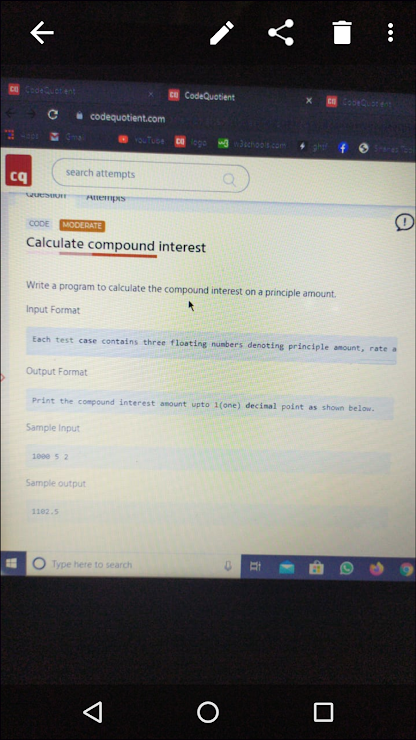 CodeQuotient
CodeQuotient
CodeQuotient
codequotient.com
Apps Gmail YouTube logo w3schools.com
cq
search attempts
Question Attempts
CODE MODERATE
Calculate compound interest
Write a program to calculate the compound interest on a principle amount.
Input Format
Each test case contains three floating numbers denoting principle amount, rate a
Output Format
Print the compound interest amount upto 1(one) decimal point as shown below.
Sample Input
1000 5 2
Sample output
1102.5
Type here to search